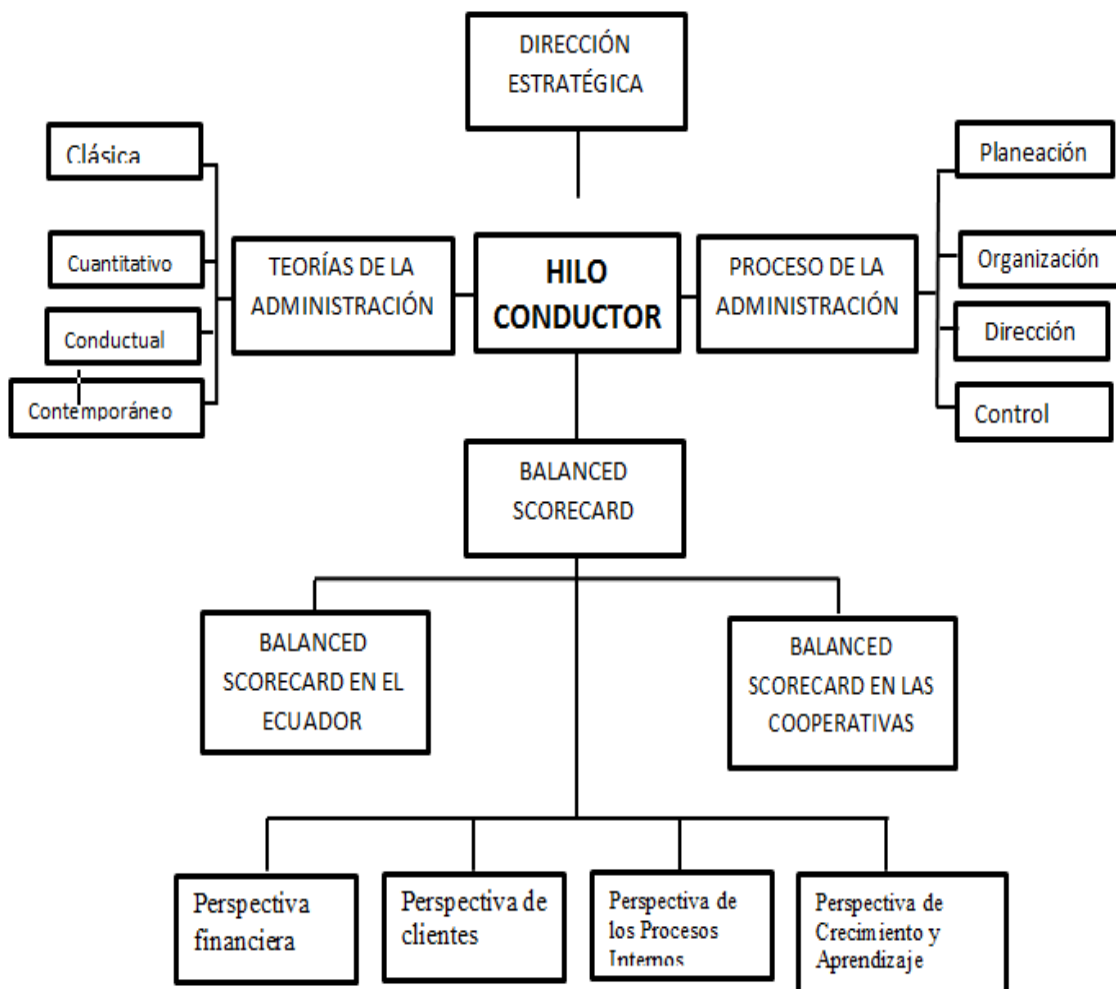 DIRECCIÓN
ESTRATÉGICA
Clásica
Cuantitativo
Conductual
Contemporáneo
TEORÍAS DE LA
ADMINISTRACIÓN
HILO
CONDUCTOR
PROCESO DE LA
ADMINISTRACIÓN
Planeación
Organización
Dirección
Control
BALANCED
SCORECARD
BALANCED
SCORECARD EN EL
ECUADOR
BALANCED
SCORECARD EN LAS
COOPERATIVAS
Perspectiva
financiera
Perspectiva de
clientes
Perspectiva de
los Procesos
Internos
Perspectiva de
Crecimiento y
Aprendizaje